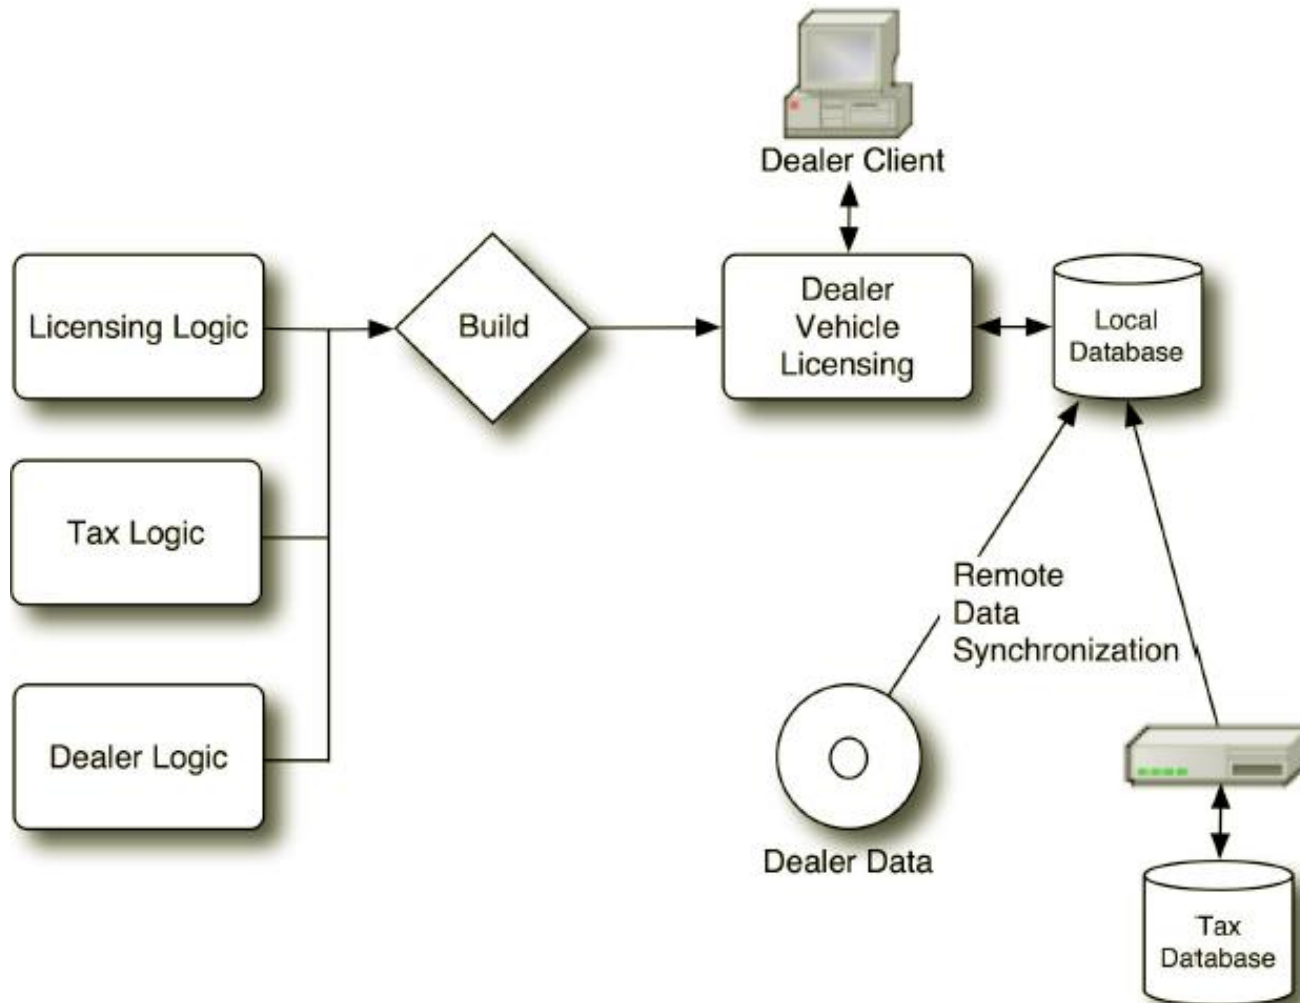 Dealer Client
Licensing Logic
Build
Dealer
Vehicle
Licensing
Local
Database
Tax Logic
Remote
Data
Synchronization
Dealer Logic
Dealer Data
Tax
Database